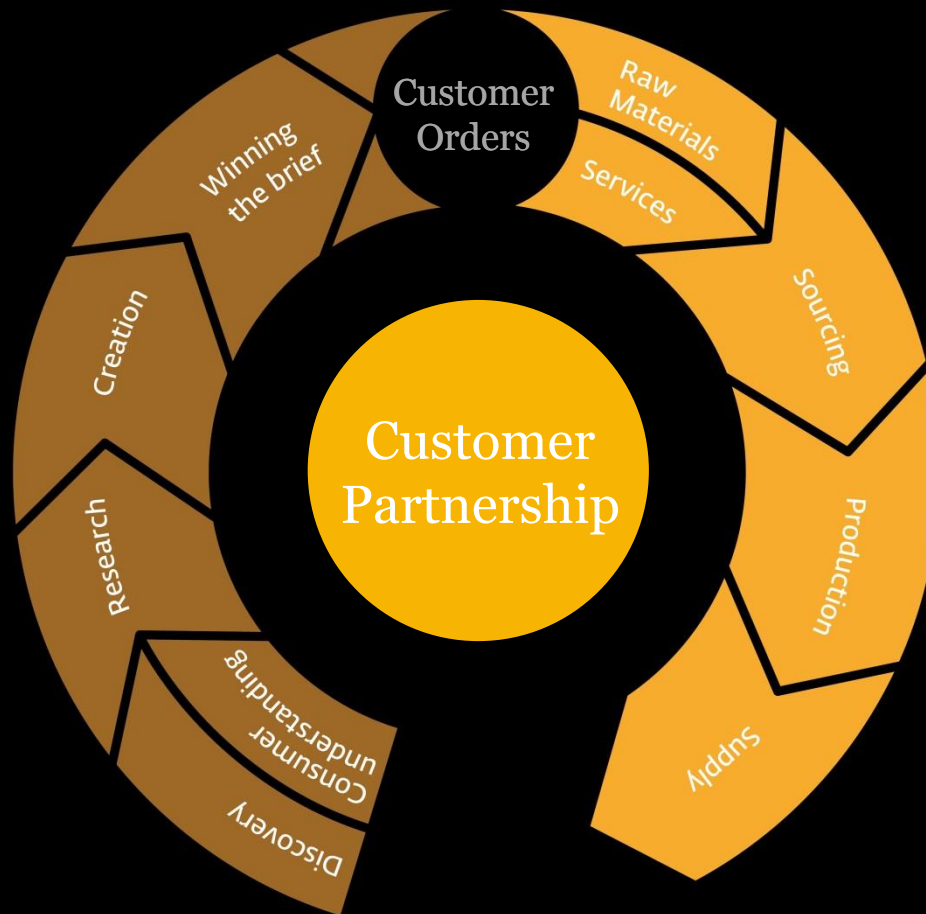 Customer
Orders
Raw
Materials
Services
Sourcing
Production
Supply
Discovery
Consumer
understanding
Research
Creation
Winning
the brief
Customer
Partnership